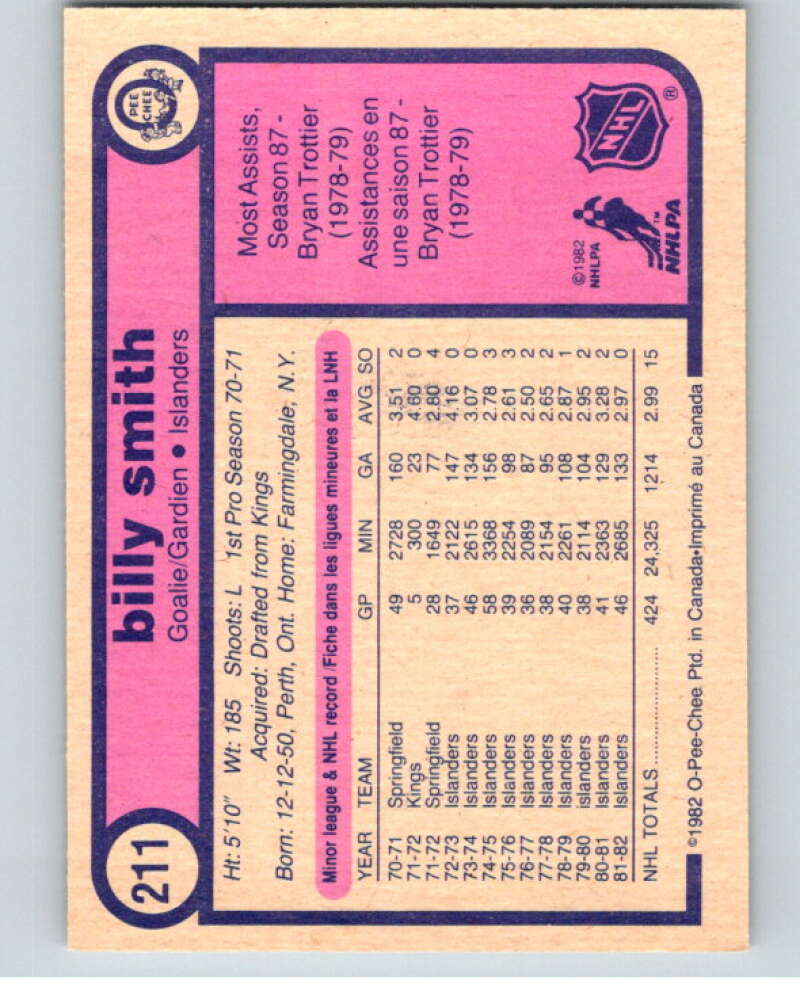 211
billy smith
Goalie/Gardien • Islanders
O PEE CHEE
Ht: 5'10" Wt: 185 Shoots: L 1st Pro Season 70-71
Acquired: Drafted from Kings
Born: 12-12-50, Perth, Ont. Home: Farmingdale, N.Y.
Minor league & NHL record/Fiche dans les ligues mineures et la LNH
YEAR TEAM GP MIN GA AVG SO
70-71 Springfield 49 2728 160 3.51 2
71-72 Kings 5 300 23 4.60 0
71-72 Springfield 28 1649 77 2.80 4
72-73 Islanders 37 2122 147 4.16 0
73-74 Islanders 46 2615 134 3.07 0
74-75 Islanders 58 3368 156 2.78 3
75-76 Islanders 39 2254 98 2.61 3
76-77 Islanders 36 2089 87 2.50 2
77-78 Islanders 38 2154 95 2.65 2
78-79 Islanders 40 2261 108 2.87 1
79-80 Islanders 38 2114 104 2.95 2
80-81 Islanders 41 2363 129 3.28 2
81-82 Islanders 46 2685 133 2.97 0
NHL TOTALS .................... 424 24,325 1214 2.99 15
©1982 O-Pee-Chee Ptd. in Canada•Imprimé au Canada
Most Assists,
Season 87 -
Bryan Trottier
(1978-79)
Assistances en
une saison 87 -
Bryan Trottier
(1978-79)
©1982
NHLPA
NHLPA™
NHL®